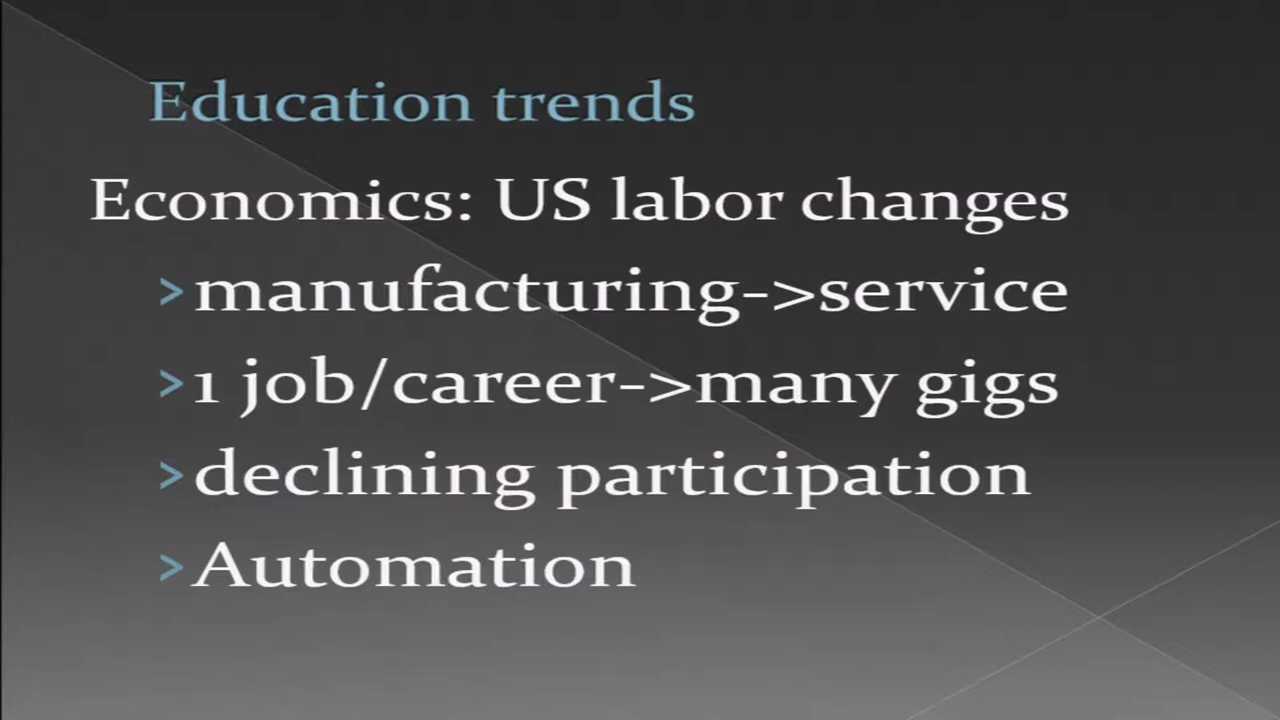 Education trends
Economics: US labor changes
>manufacturing->service
>1 job/career->many gigs
>declining participation
>Automation